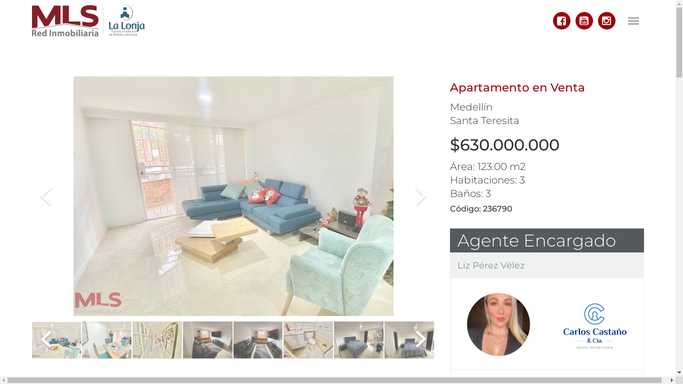 MLS
Red Inmobiliaria
La Lonja
Apartamento en Venta
Medellín
Santa Teresita
$630.000.000
Área: 123.00 m2
Habitaciones: 3
Baños: 3
Código: 236790
Agente Encargado
Liz Pérez Vélez
MLS
Carlos Castaño
& Cía.